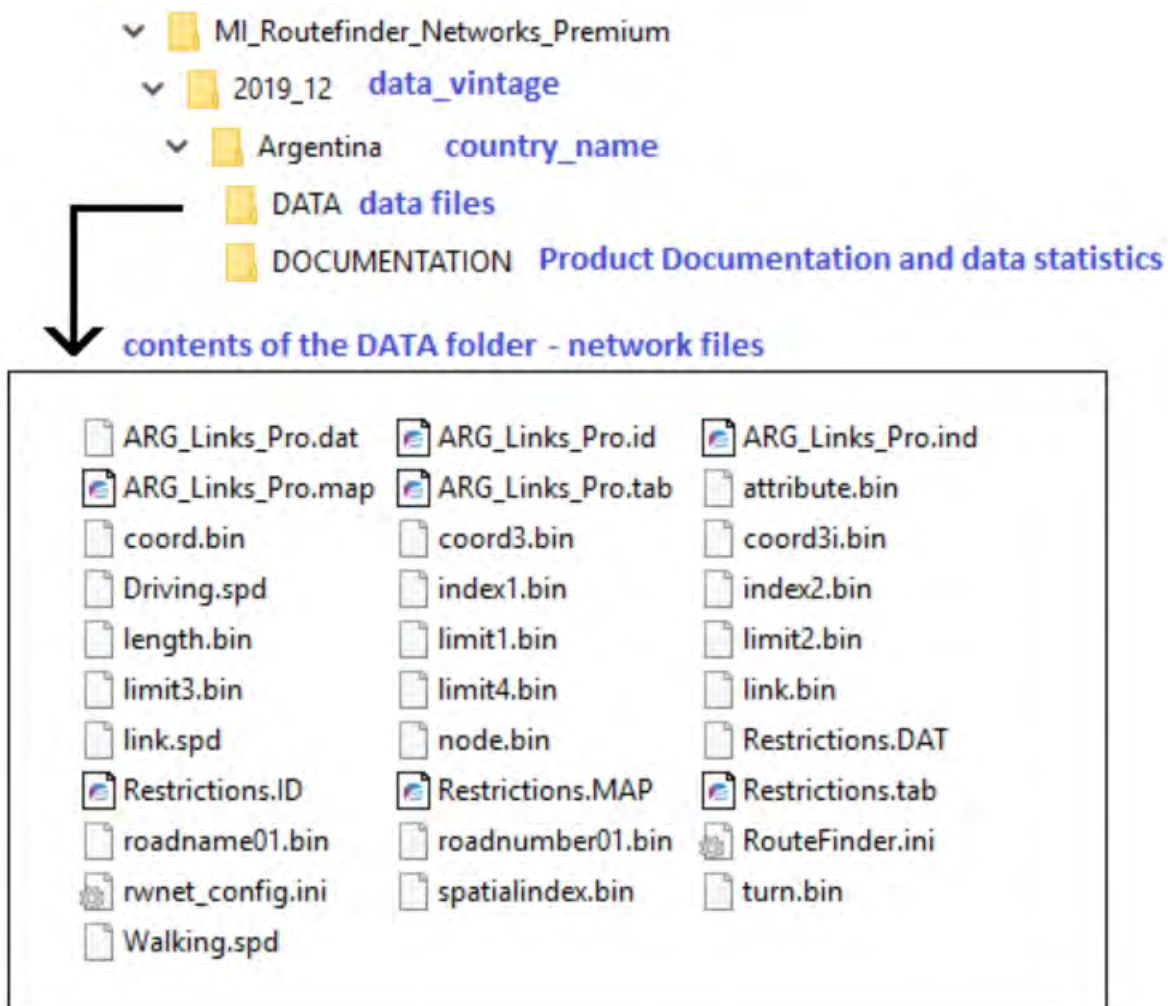 MI_Routefinder_Networks_Premium
2019_12 data_vintage
Argentina country_name
DATA data files
DOCUMENTATION Product Documentation and data statistics
contents of the DATA folder - network files
ARG_Links_Pro.dat ARG_Links_Pro.id ARG_Links_Pro.ind
ARG_Links_Pro.map ARG_Links_Pro.tab attribute.bin
coord.bin coord3.bin coord3i.bin
Driving.spd index1.bin index2.bin
length.bin limit1.bin limit2.bin
limit3.bin limit4.bin link.bin
link.spd node.bin Restrictions.DAT
Restrictions.ID Restrictions.MAP Restrictions.tab
roadname01.bin roadnumber01.bin RouteFinder.ini
rwnet_config.ini spatialindex.bin turn.bin
Walking.spd